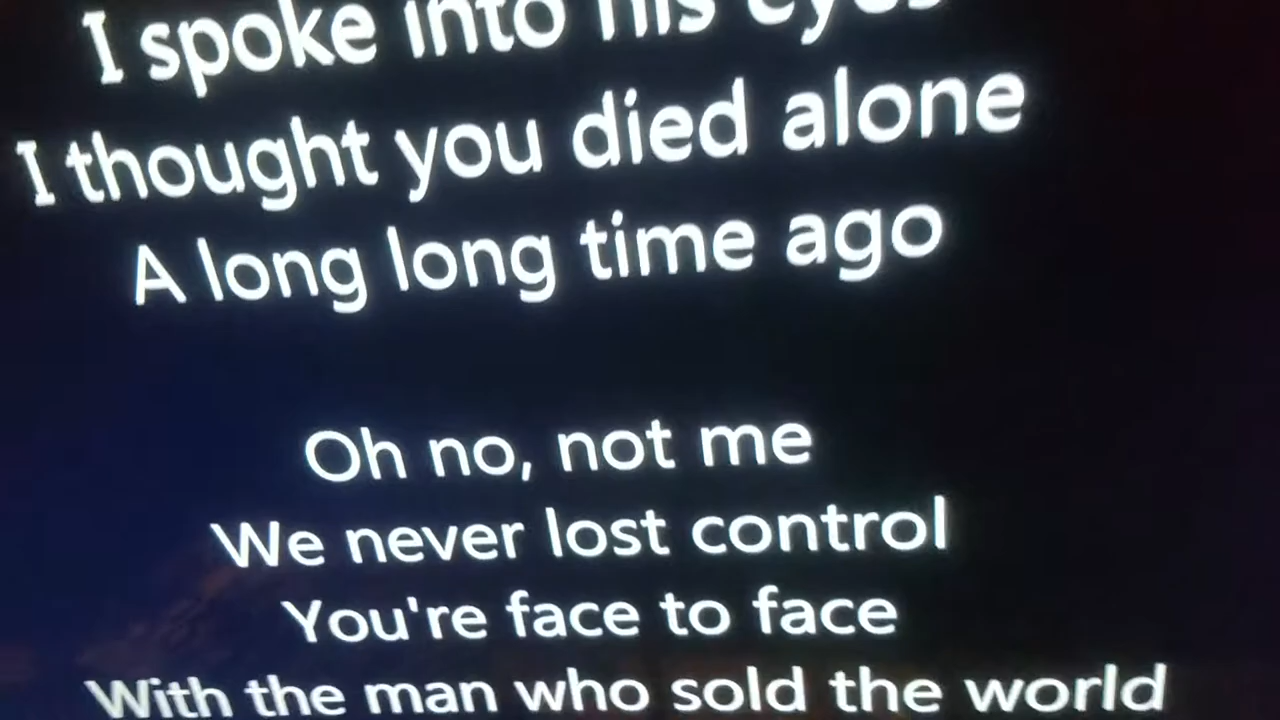 I spoke into his eyes
I thought you died alone
A long long time ago
Oh no, not me
We never lost control
You're face to face
With the man who sold the world